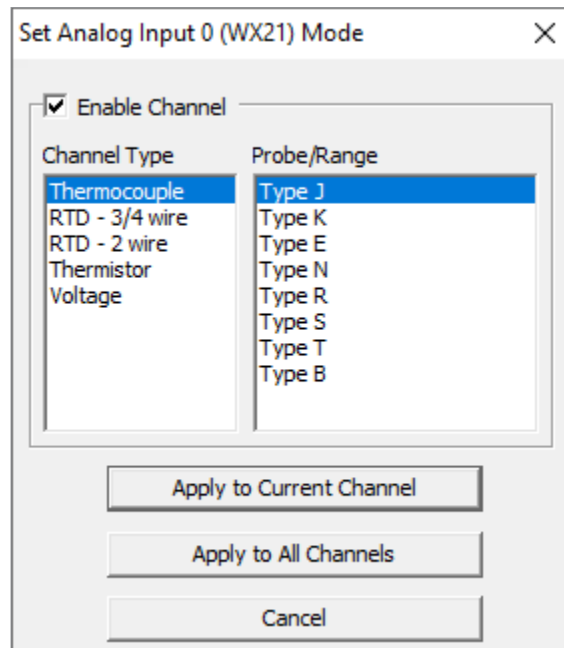 Set Analog Input 0 (WX21) Mode
Enable Channel
Channel Type
Thermocouple
RTD - 3/4 wire
RTD - 2 wire
Thermistor
Voltage
Probe/Range
Type J
Type K
Type E
Type N
Type R
Type S
Type T
Type B
Apply to Current Channel
Apply to All Channels
Cancel